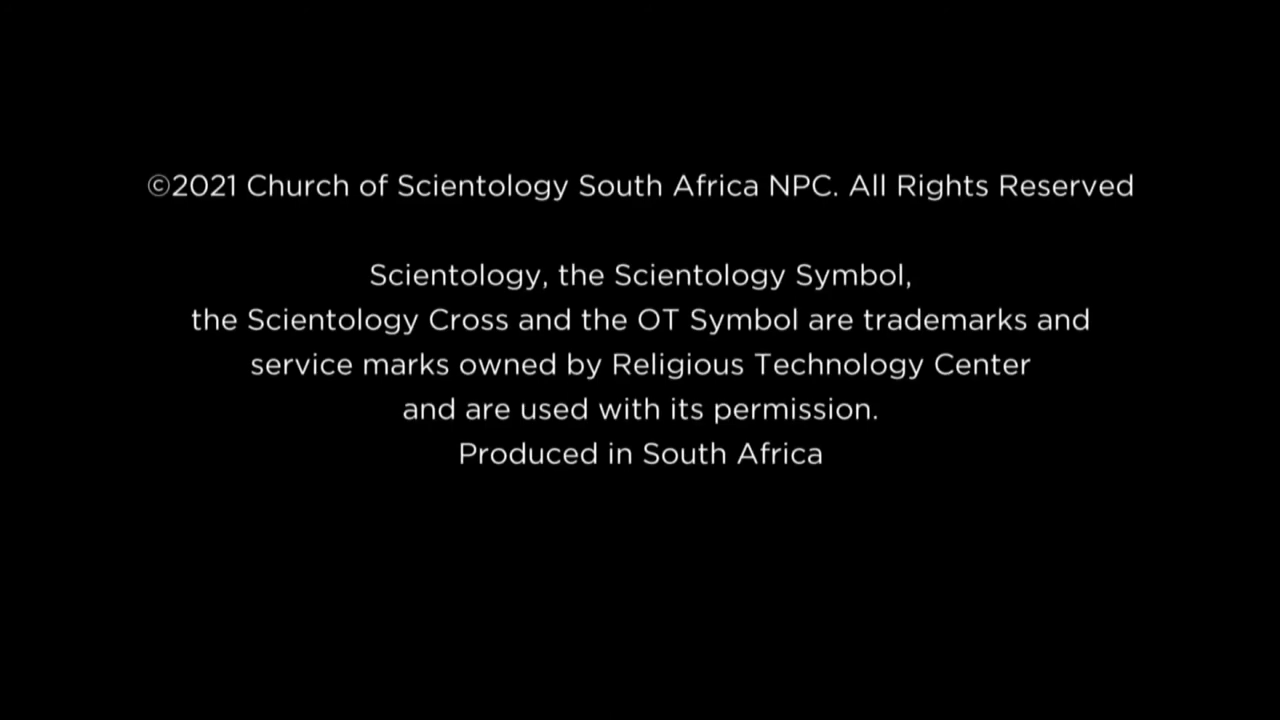 ©2021 Church of Scientology South Africa NPC. All Rights Reserved
Scientology, the Scientology Symbol,
the Scientology Cross and the OT Symbol are trademarks and
service marks owned by Religious Technology Center
and are used with its permission.
Produced in South Africa